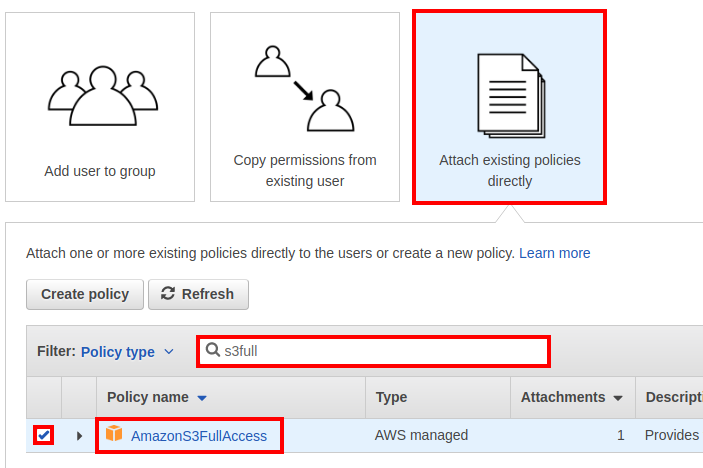 Add user to group
Copy permissions from
existing user
Attach existing policies
directly
Attach one or more existing policies directly to the users or create a new policy. Learn more
Create policy
Refresh
Filter: Policy type
s3full
Policy name
Type
Attachments
Descripti
AmazonS3FullAccess
AWS managed
1
Provides